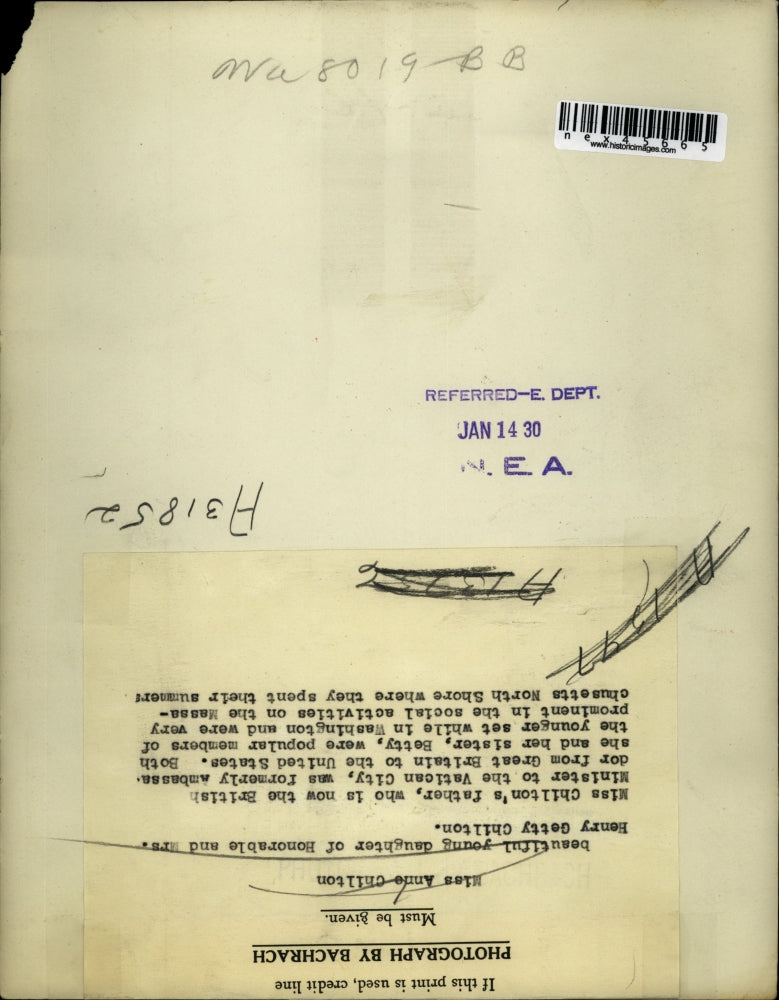 Wa 8019-BB
nex45665
www.historicimages.com
REFERRED-E. DEPT.
JAN 14 30
N. E. A.
A31852
If this print is used, credit line
PHOTOGRAPH BY BACHRACH
Must be given.
Miss Anne Chilton
beautiful young daughter of Honorable and Mrs.
Henry Getty Chilton.
Miss Chilton's father, who is now the British
Minister to the Vatican City, was formerly Ambassa-
dor from Great Britain to the United States. Both
she and her sister, Betty, were popular members of
the younger set while in Washington and were very
prominent in the social activities on the Massa-
chusetts North Shore where they spent their summers